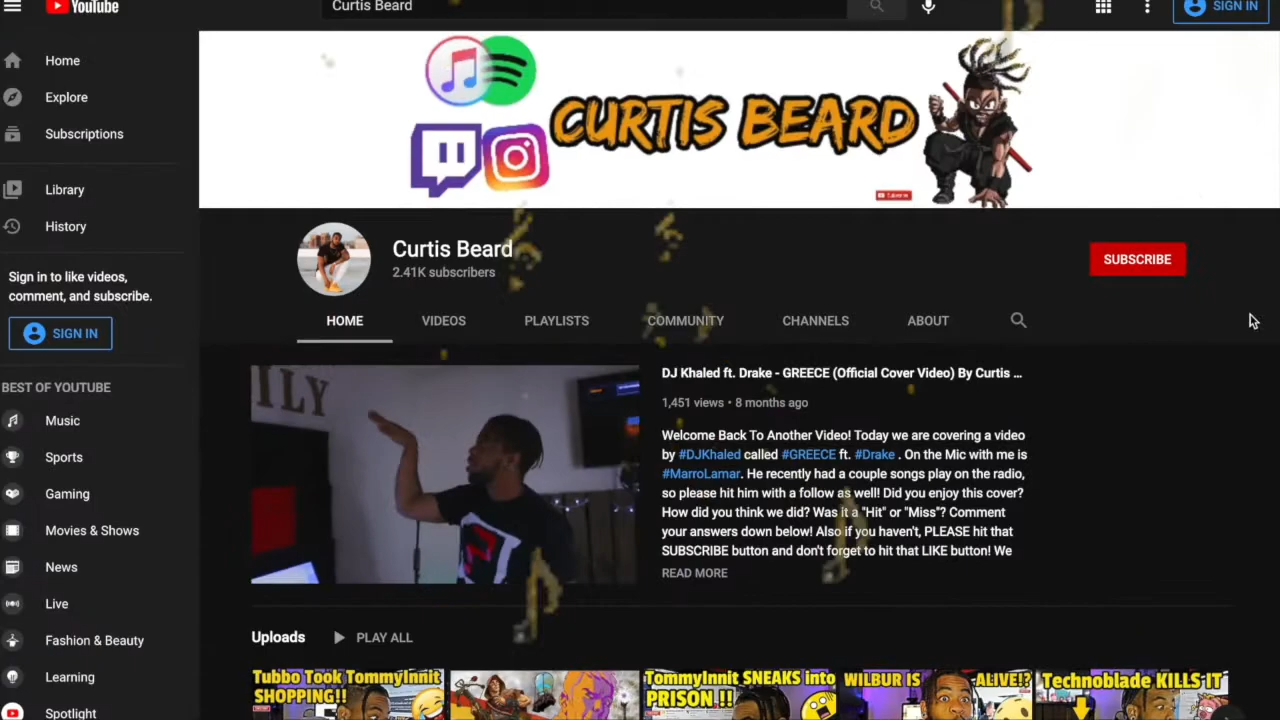 YouTube
Curtis Beard
SIGN IN
Home
Explore
Subscriptions
Library
History
Sign in to like videos,
comment, and subscribe.
SIGN IN
BEST OF YOUTUBE
Music
Sports
Gaming
Movies & Shows
News
Live
Fashion & Beauty
Learning
Spotlight
CURTIS BEARD
Curtis Beard
2.41K subscribers
SUBSCRIBE
HOME
VIDEOS
PLAYLISTS
COMMUNITY
CHANNELS
ABOUT
ILY
DJ Khaled ft. Drake - GREECE (Official Cover Video) By Curtis ...
1,451 views • 8 months ago
Welcome Back To Another Video! Today we are covering a video
by #DJKhaled called #GREECE ft. #Drake . On the Mic with me is
#MarroLamar. He recently had a couple songs play on the radio,
so please hit him with a follow as well! Did you enjoy this cover?
How did you think we did? Was it a "Hit" or "Miss"? Comment
your answers down below! Also if you haven't, PLEASE hit that
SUBSCRIBE button and don't forget to hit that LIKE button! We
READ MORE
Uploads
PLAY ALL
Tubbo Took TommyInnit
SHOPPING!!
TommyInnit SNEAKS into
PRISON!!
WILBUR IS ALIVE!?
Technoblade KILLS IT